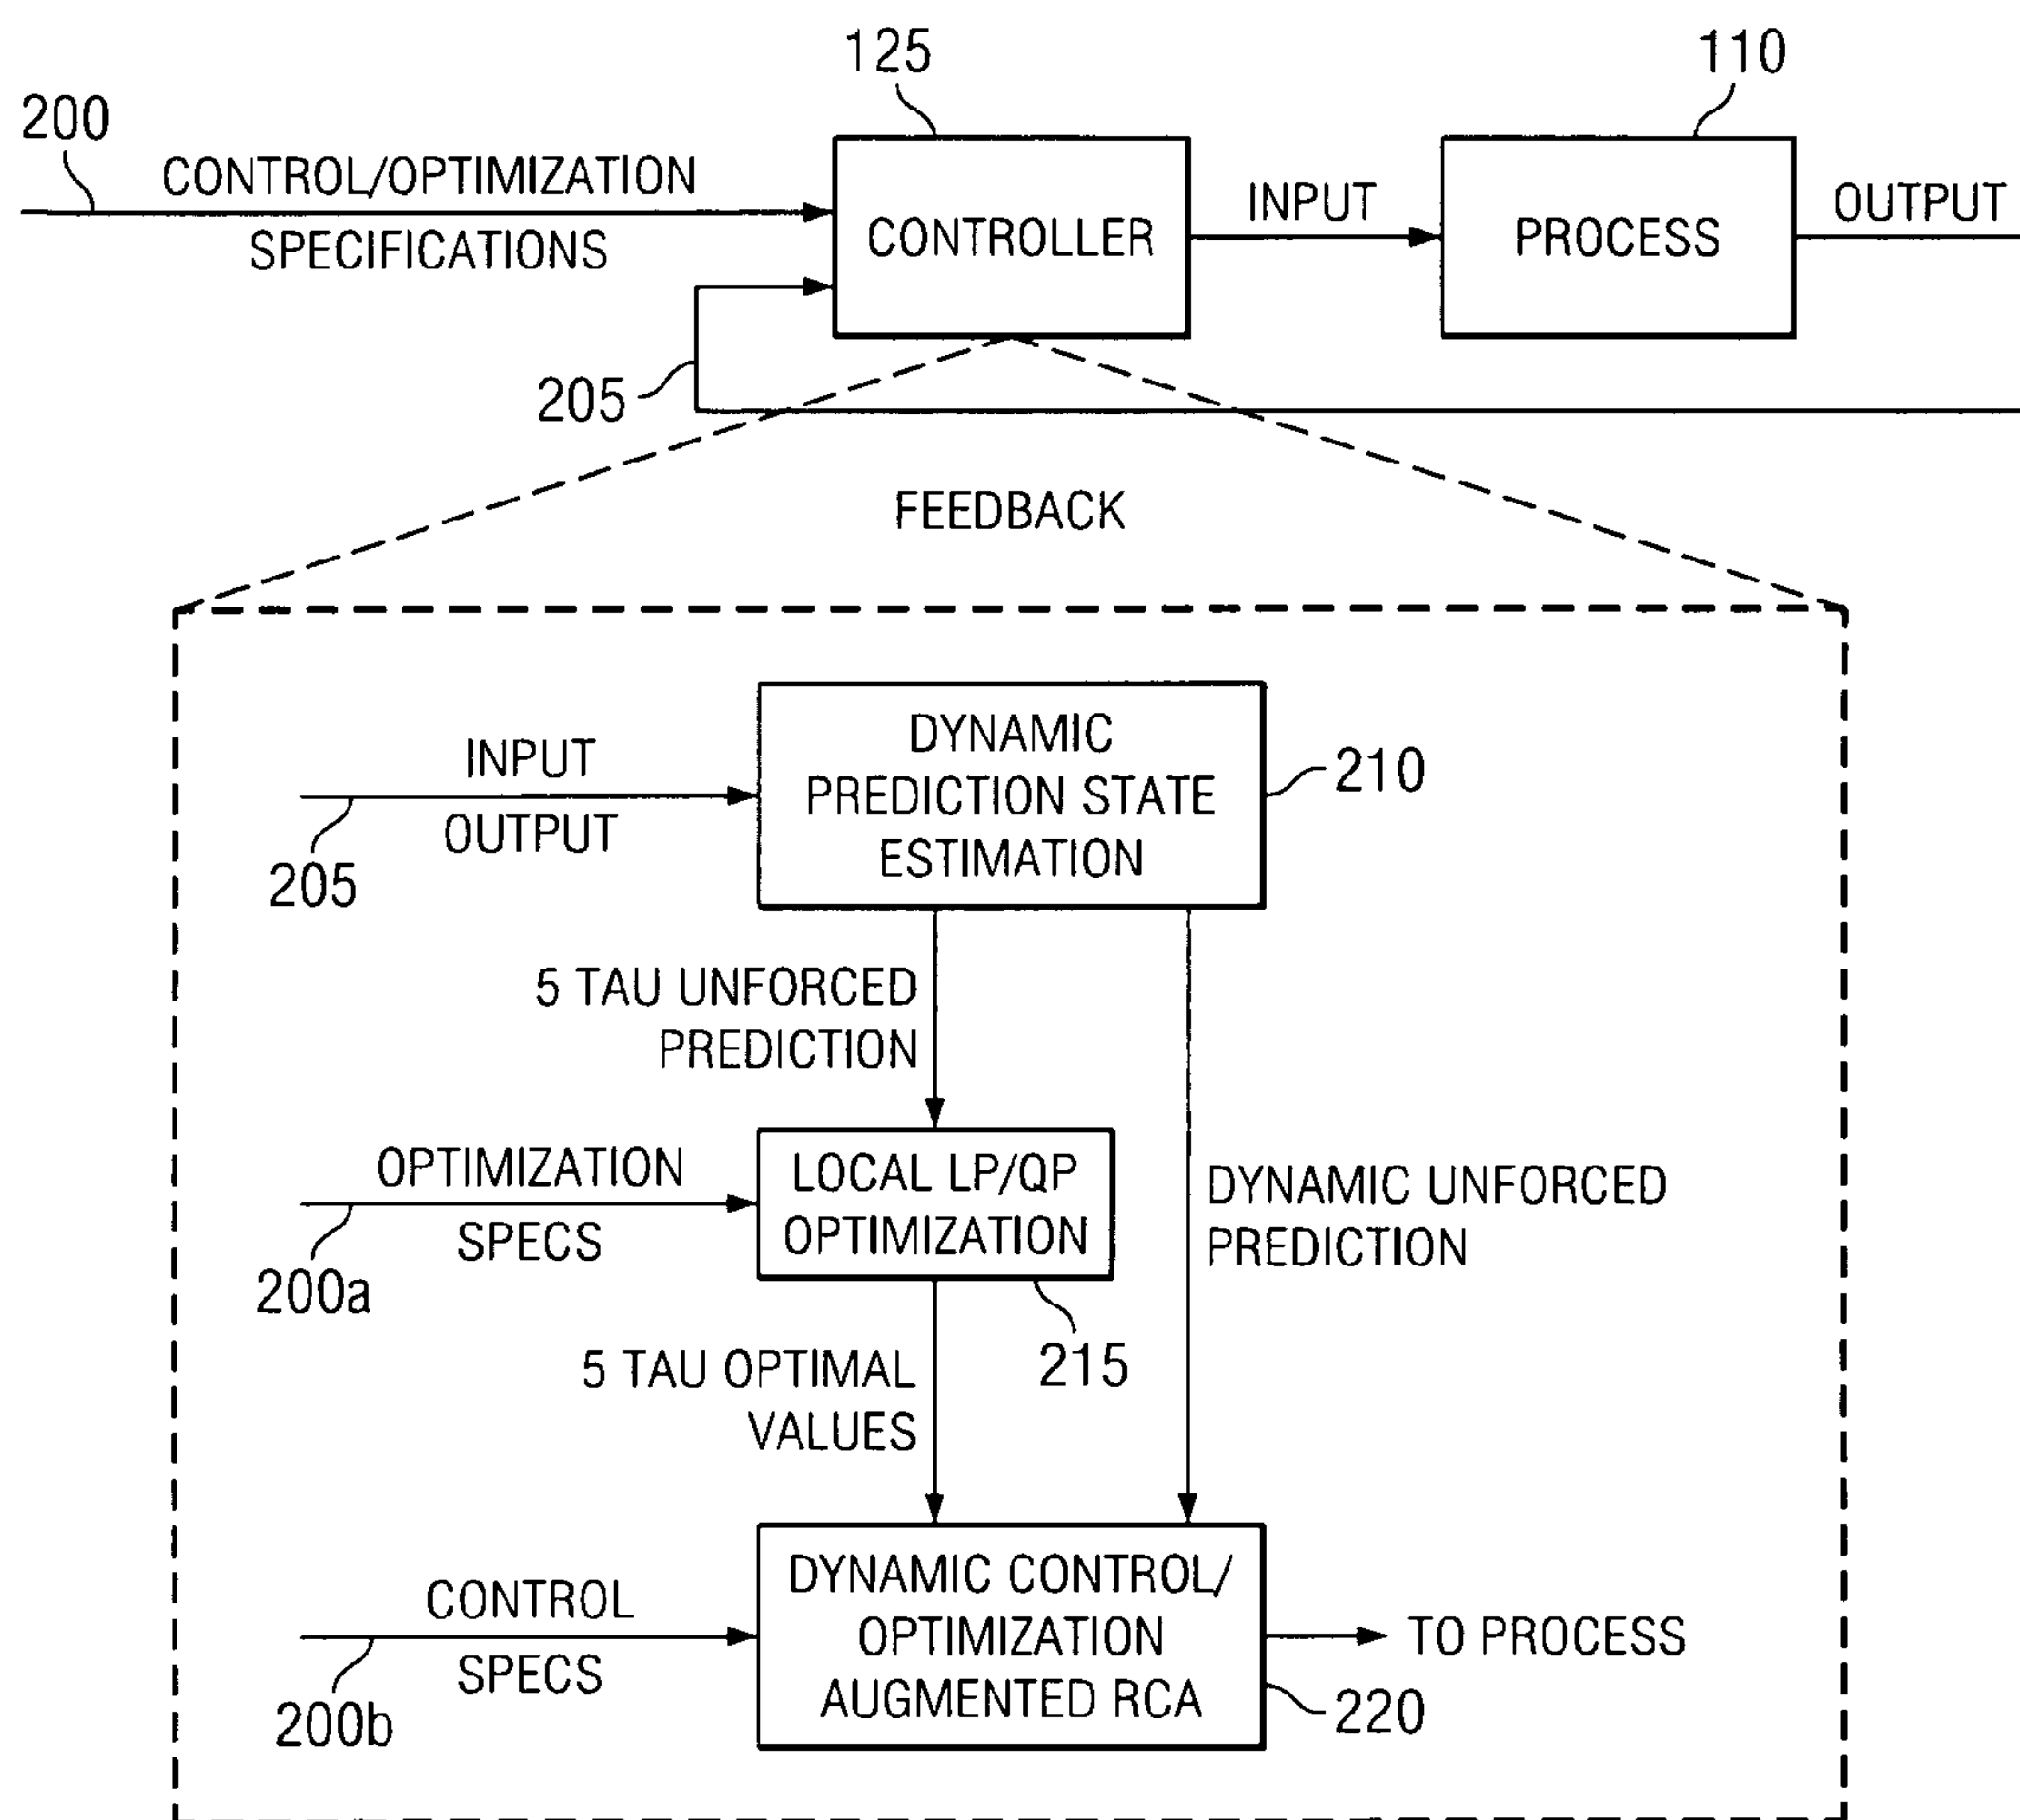 125
110
200
CONTROL/OPTIMIZATION
SPECIFICATIONS
CONTROLLER
INPUT
PROCESS
OUTPUT
205
FEEDBACK
INPUT
OUTPUT
205
DYNAMIC
PREDICTION STATE
ESTIMATION
210
5 TAU UNFORCED
PREDICTION
OPTIMIZATION
SPECS
200a
LOCAL LP/QP
OPTIMIZATION
215
DYNAMIC UNFORCED
PREDICTION
5 TAU OPTIMAL
VALUES
CONTROL
SPECS
200b
DYNAMIC CONTROL/
OPTIMIZATION
AUGMENTED RCA
220
TO PROCESS